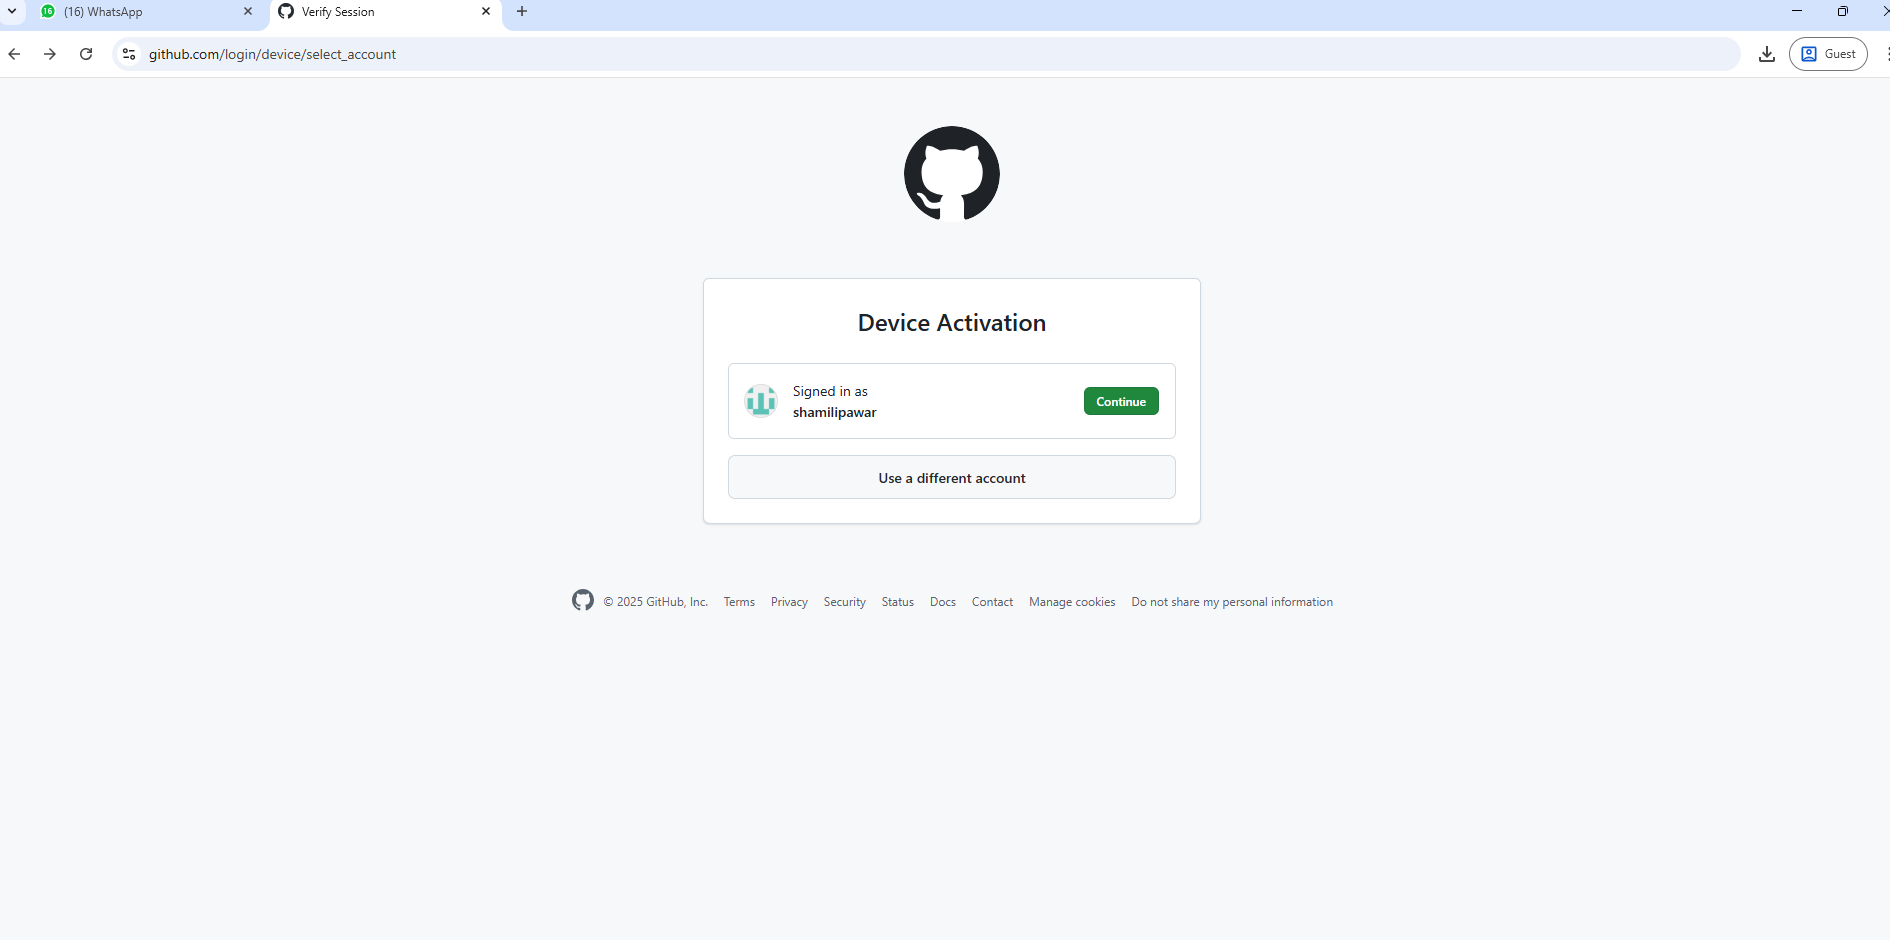 16 (16) WhatsApp
Verify Session
github.com/login/device/select_account
Guest
Device Activation
Signed in as
shamilipawar
Continue
Use a different account
© 2025 GitHub, Inc. Terms Privacy Security Status Docs Contact Manage cookies Do not share my personal information